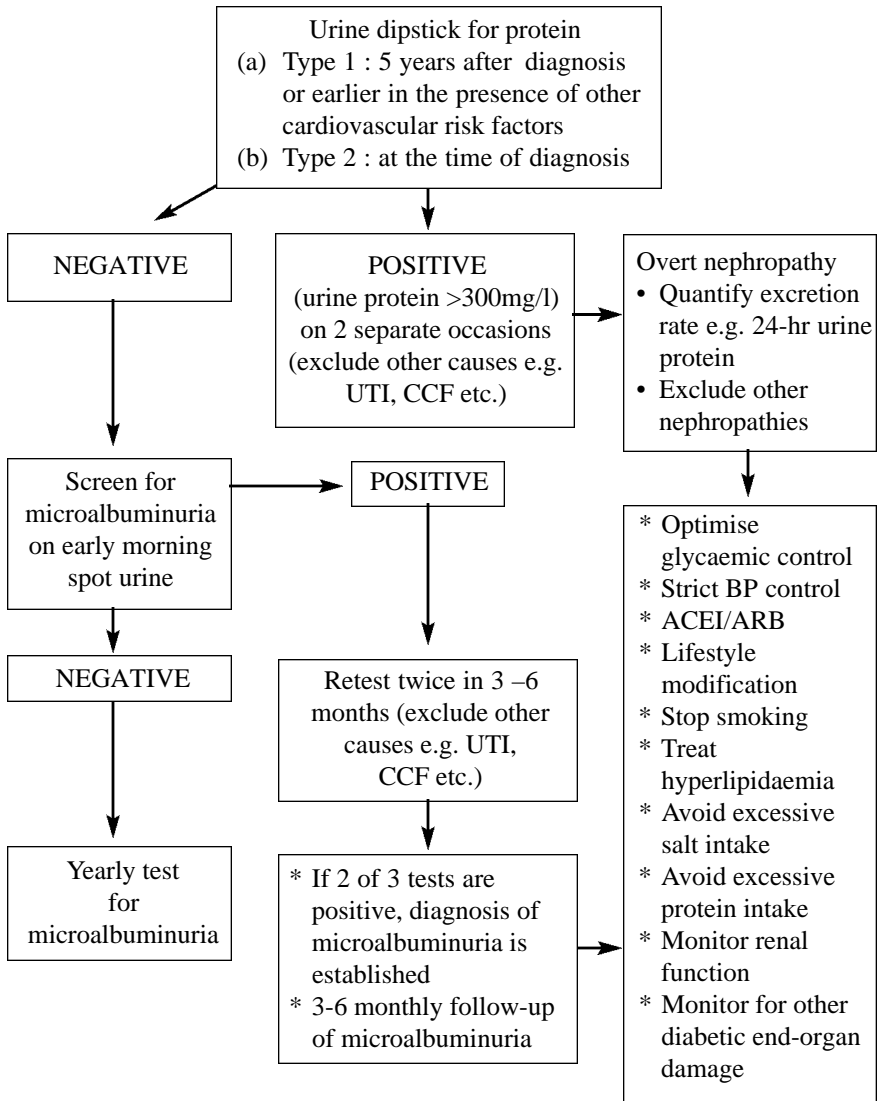 Urine dipstick for protein
(a) Type 1 : 5 years after diagnosis
or earlier in the presence of other
cardiovascular risk factors
(b) Type 2 : at the time of diagnosis
NEGATIVE
POSITIVE
(urine protein >300mg/l)
on 2 separate occasions
(exclude other causes e.g.
UTI, CCF etc.)
Overt nephropathy
• Quantify excretion
rate e.g. 24-hr urine
protein
• Exclude other
nephropathies
Screen for
microalbuminuria
on early morning
spot urine
POSITIVE
NEGATIVE
Retest twice in 3 –6
months (exclude other
causes e.g. UTI,
CCF etc.)
Yearly test
for
microalbuminuria
* If 2 of 3 tests are
positive, diagnosis of
microalbuminuria is
established
* 3-6 monthly follow-up
of microalbuminuria
* Optimise
glycaemic control
* Strict BP control
* ACEI/ARB
* Lifestyle
modification
* Stop smoking
* Treat
hyperlipidaemia
* Avoid excessive
salt intake
* Avoid excessive
protein intake
* Monitor renal
function
* Monitor for other
diabetic end-organ
damage